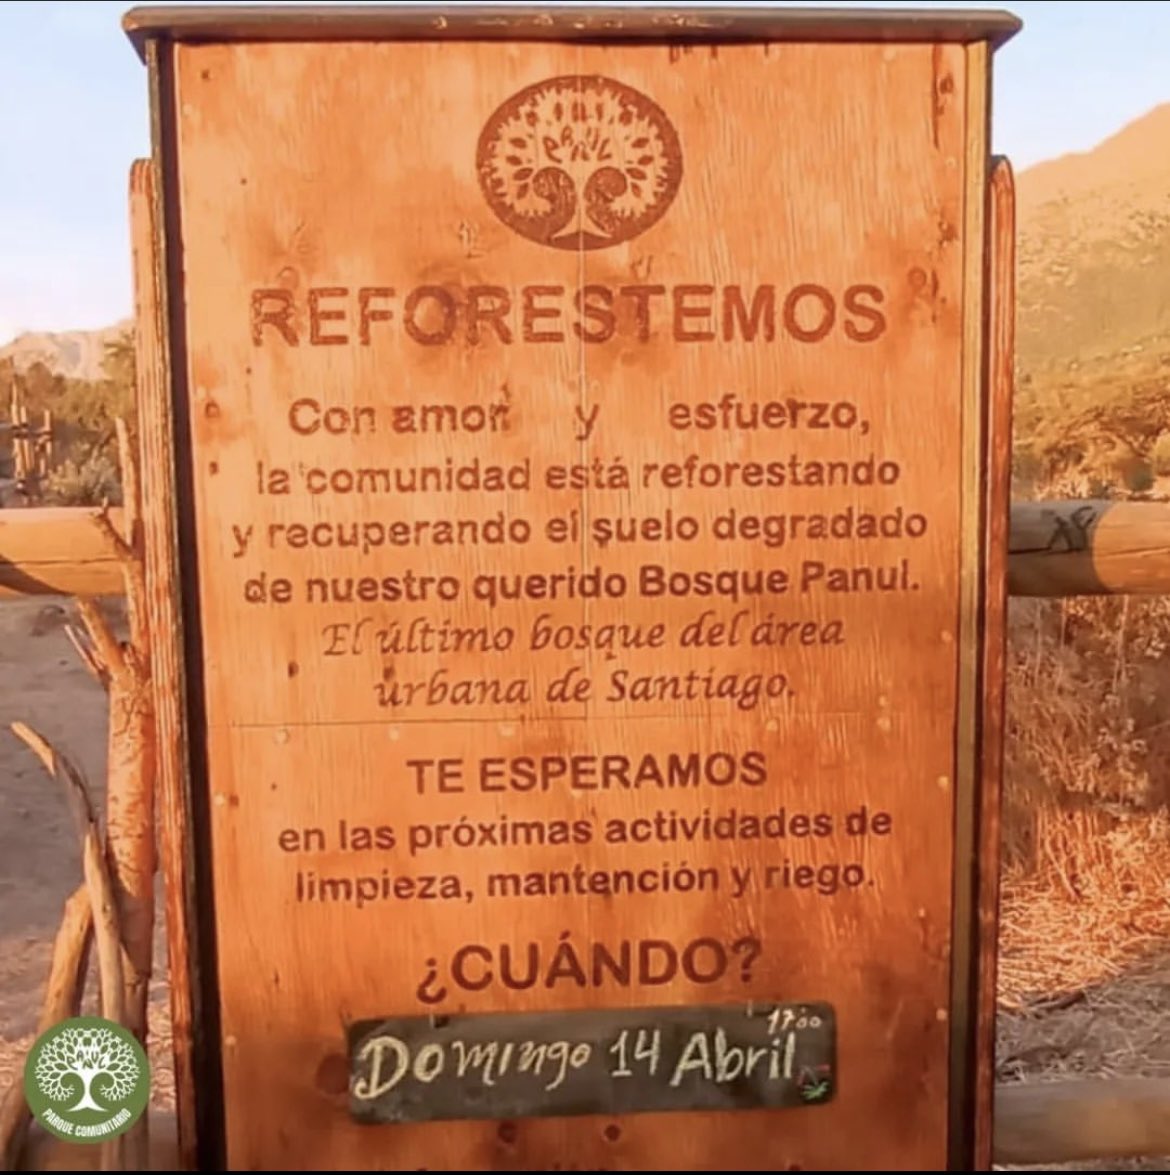 PANUL
REFORESTEMOS
Con amor y esfuerzo,
la comunidad está reforestando
y recuperando el suelo degradado
de nuestro querido Bosque Panul.
El último bosque del área
urbana de Santiago.
TE ESPERAMOS
en las próximas actividades de
limpieza, mantención y riego.
¿CUÁNDO?
17:00
Domingo 14 Abril
PANUL
PARQUE COMUNITARIO